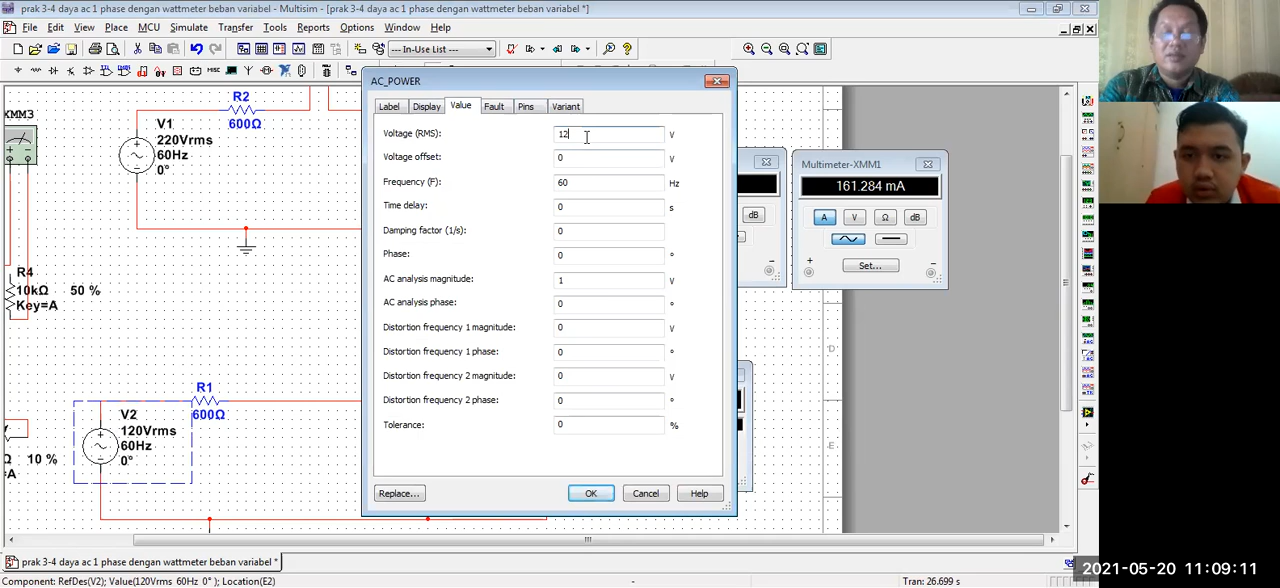 prak 3-4 daya ac 1 phase dengan wattmeter beban variabel - Multisim - [prak 3-4 daya ac 1 phase dengan wattmeter beban variabel *]
File Edit View Place MCU Simulate Transfer Tools Reports Options Window Help
--- In-Use List ---
MISC
AC_POWER
Label Display Value Fault Pins Variant
Voltage (RMS): 12 V
Voltage offset: 0 V
Frequency (F): 60 Hz
Time delay: 0 s
Damping factor (1/s): 0
Phase: 0 °
AC analysis magnitude: 1 V
AC analysis phase: 0 °
Distortion frequency 1 magnitude: 0 V
Distortion frequency 1 phase: 0 °
Distortion frequency 2 magnitude: 0 V
Distortion frequency 2 phase: 0 °
Tolerance: 0 %
Replace... OK Cancel Help
XMM3
R2
600Ω
V1
220Vrms
60Hz
0°
R4
10kΩ 50 %
Key=A
R1
600Ω
V2
120Vrms
60Hz
0°
Ω 10 %
=A
dB
Multimeter-XMM1
161.284 mA
A V Ω dB
Set...
+ −
D
E
prak 3-4 daya ac 1 phase dengan wattmeter beban variabel *
Component: RefDes(V2); Value(120Vrms 60Hz 0°); Location(E2) - Tran: 26.699 s
2021-05-20 11:09:11